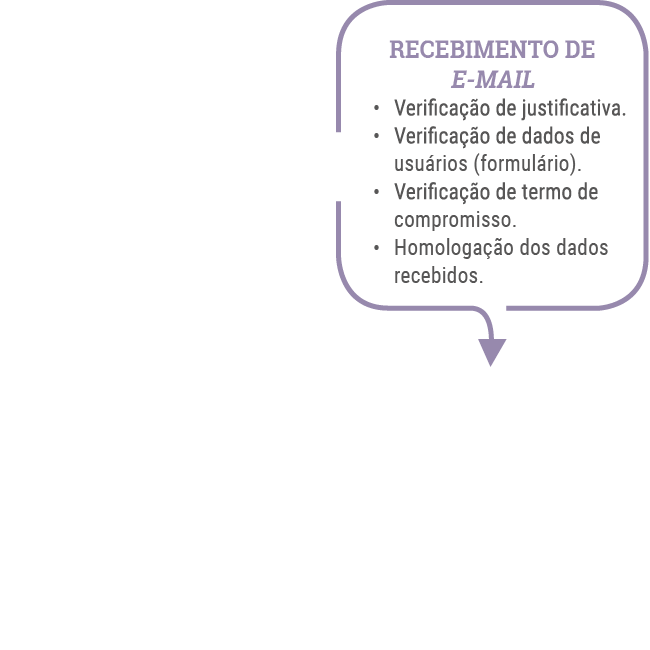 RECEBIMENTO DE
E-MAIL
• Verificação de justificativa.
• Verificação de dados de
usuários (formulário).
• Verificação de termo de
compromisso.
• Homologação dos dados
recebidos.